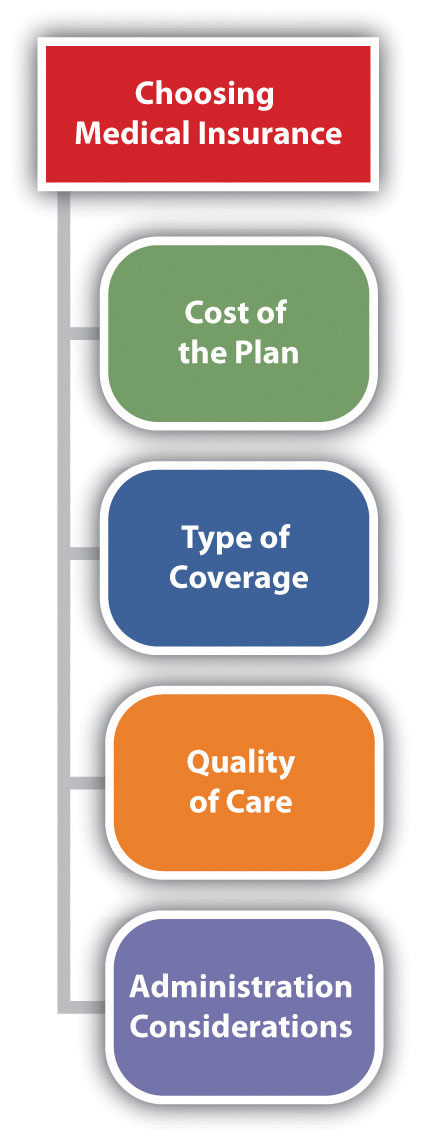 Choosing
Medical Insurance
Cost of
the Plan
Type of
Coverage
Quality
of Care
Administration
Considerations